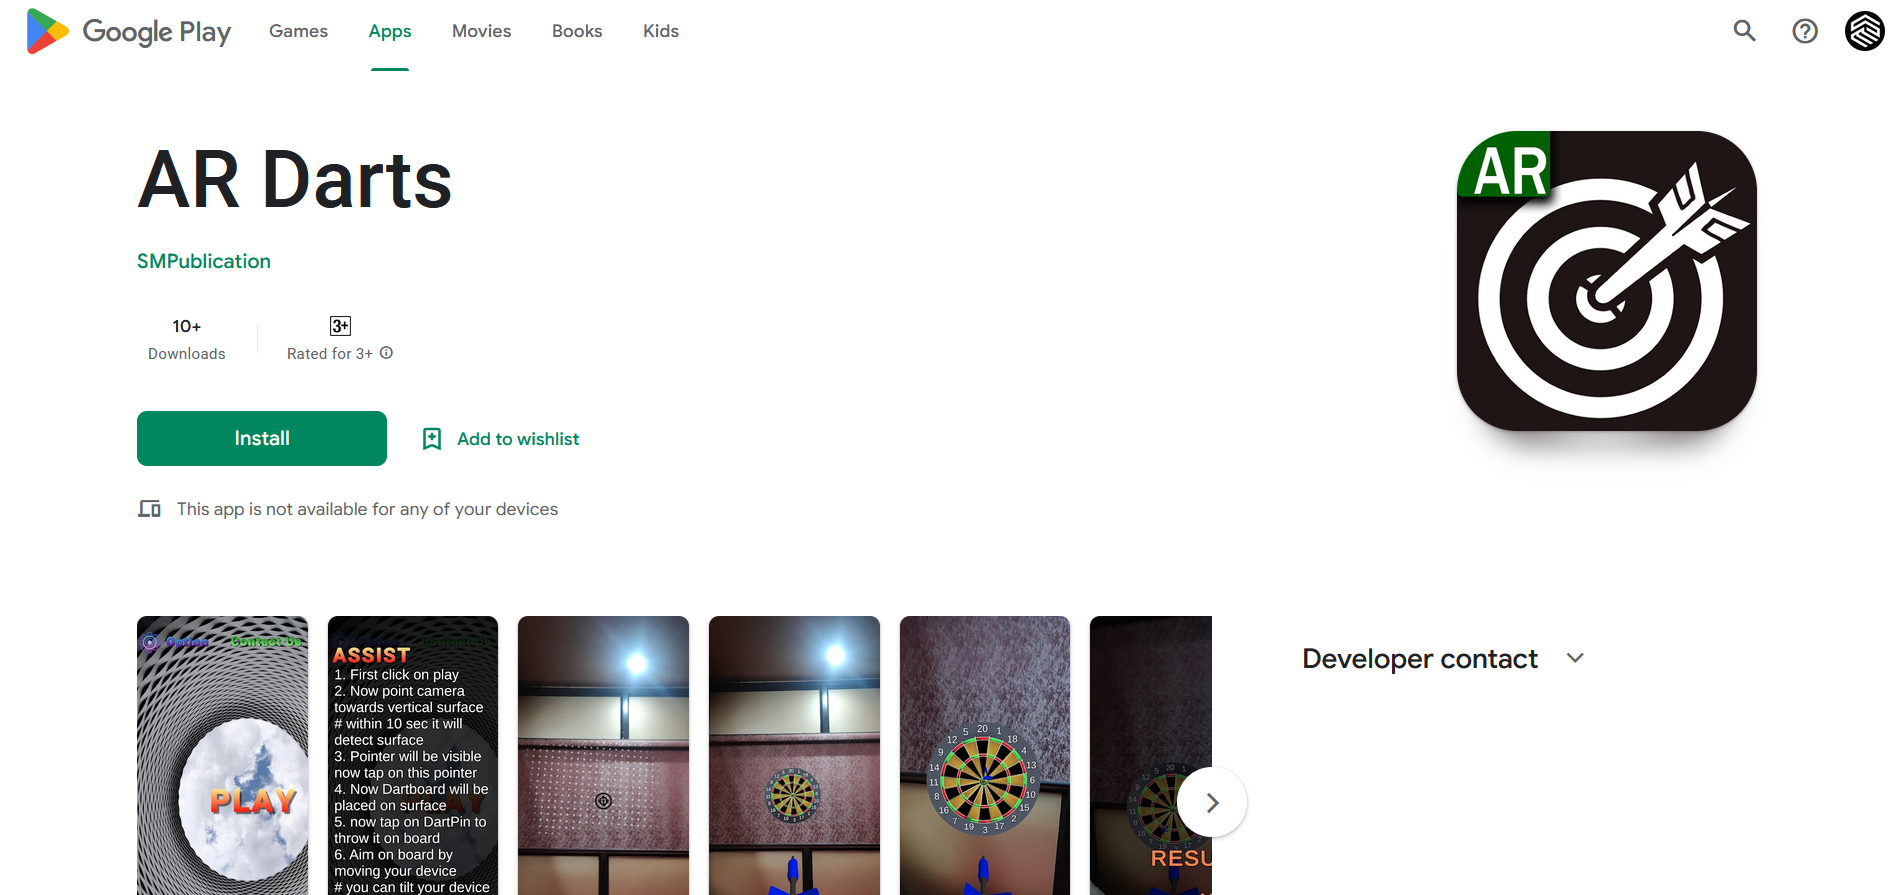 Google Play
Games
Apps
Movies
Books
Kids
AR Darts
SMPublication
10+
Downloads
3+
Rated for 3+
Install
Add to wishlist
This app is not available for any of your devices
AR
Option
Contact Us
PLAY
ASSIST
1. First click on play
2. Now point camera
towards vertical surface
# within 10 sec it will
detect surface
3. Pointer will be visible
now tap on this pointer
4. Now Dartboard will be
placed on surface
5. now tap on DartPin to
throw it on board
6. Aim on board by
moving your device
# you can tilt your device
20 1 18 4 13 6 10 15 2 17 3 19 7 16 8 11 14 9 12 5
RESU
Developer contact